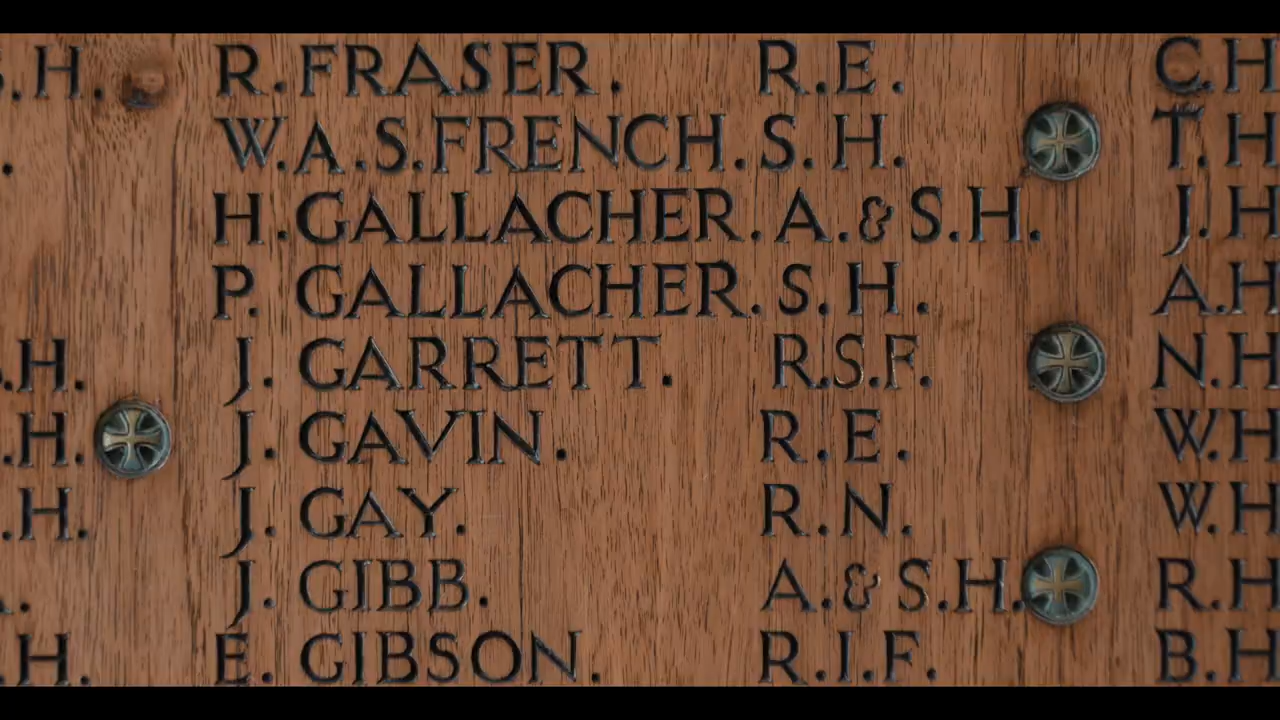 S.H. R. FRASER. R.E. C.H
. W.A.S. FRENCH. S.H. T.H
H. GALLACHER. A.&S.H. J.H
P. GALLACHER. S.H. A.H
.H. J. GARRETT. R.S.F. N.H
.H. J. GAVIN. R.E. W.H
.H. J. GAY. R.N. W.H
J. GIBB. A.&S.H. R.H
.H. E. GIBSON. R.I.F. B.H